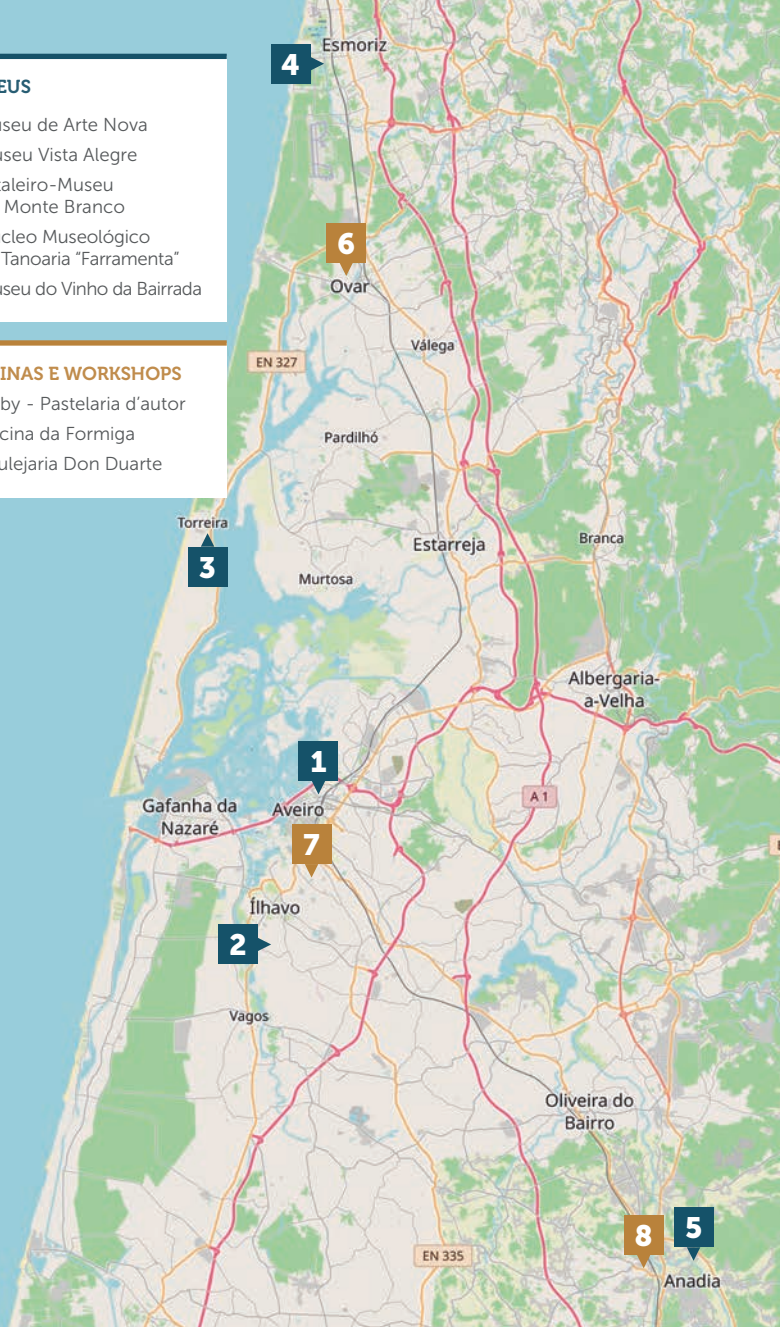 EUS
useu de Arte Nova
useu Vista Alegre
taleiro-Museu
Monte Branco
cleo Museológico
Tanoaria “Farramenta”
useu do Vinho da Bairrada
INAS E WORKSHOPS
by - Pastelaria d’autor
cina da Formiga
ulejaria Don Duarte
Esmoriz
4
6
Ovar
Válega
EN 327
Pardilhó
Torreira
3
Estarreja
Branca
Murtosa
Albergaria-
a-Velha
1
A 1
Gafanha da
Nazaré
Aveiro
7
Ílhavo
2
Vagos
Oliveira do
Bairro
8
5
EN 335
Anadia